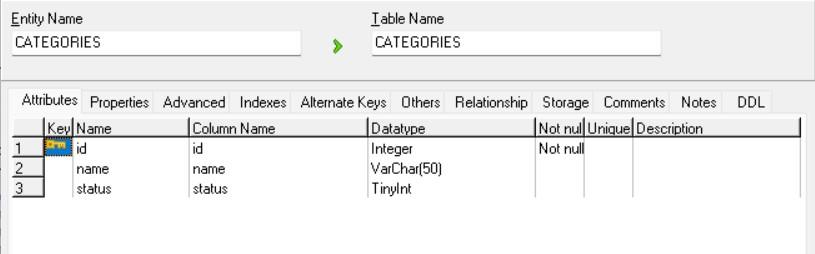 Entity Name Table Name
CATEGORIES CATEGORIES
Attributes Properties Advanced Indexes Alternate Keys Others Relationship Storage Comments Notes DDL
Key Name Column Name Datatype Not nul Unique Description
1 id id Integer Not null
2 name name VarChar(50)
3 status status TinyInt